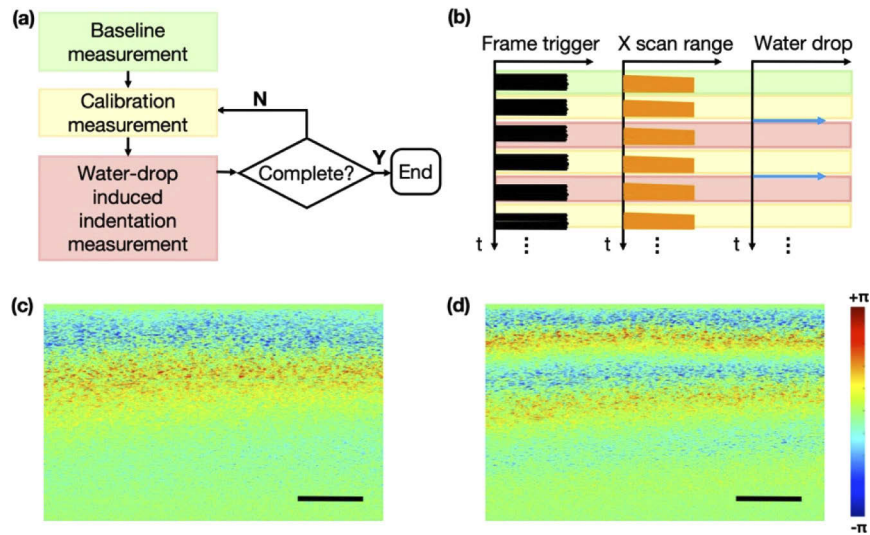 (a)
Baseline
measurement
Calibration
measurement
Water-drop
induced
indentation
measurement
N
Complete?
Y
End
(b)
Frame trigger
X scan range
Water drop
t
t
t
(c)
(d)
+π
-π